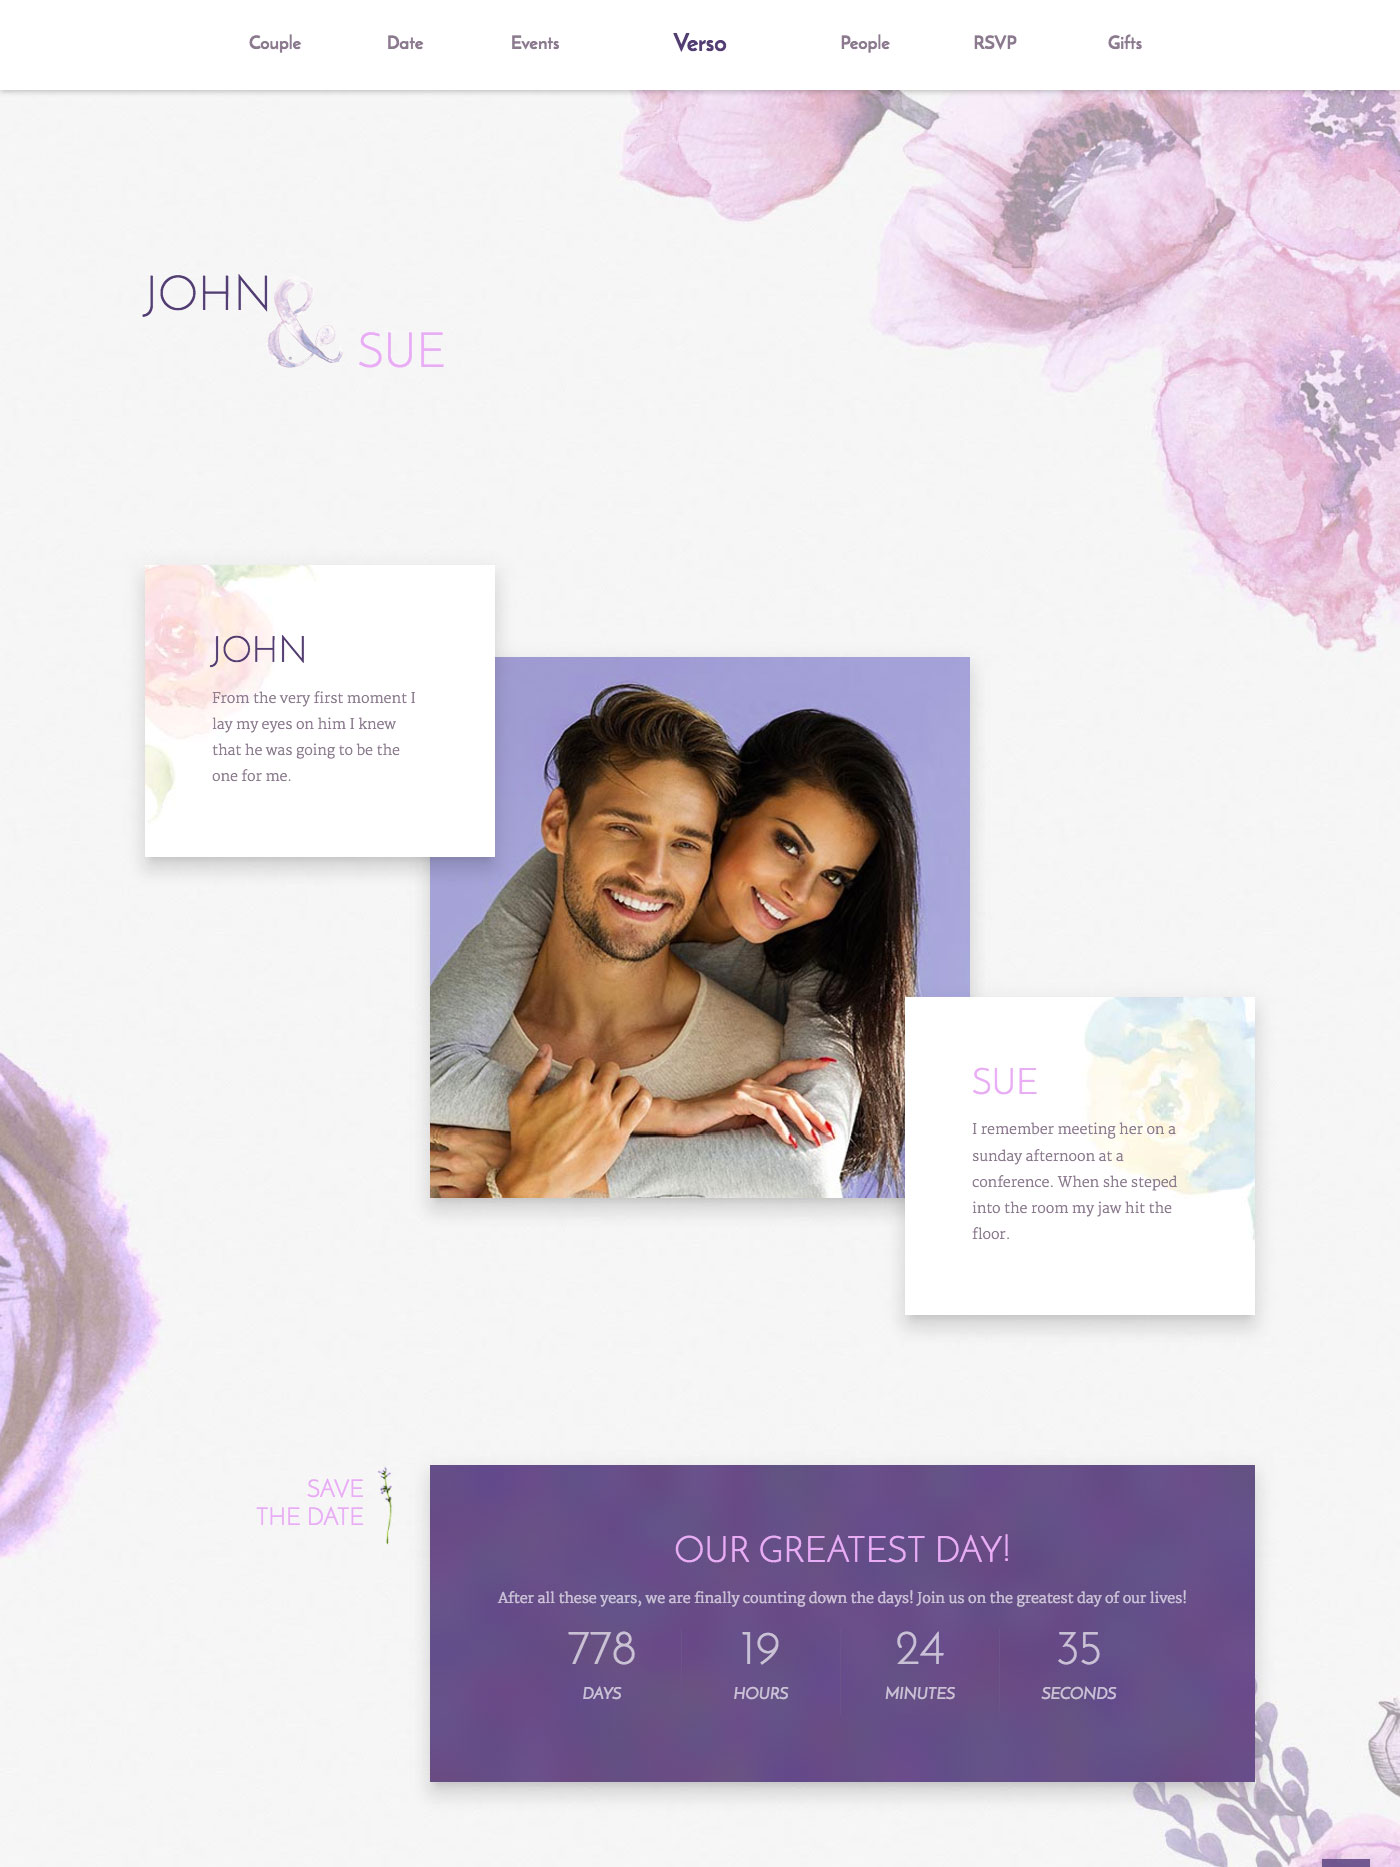 Couple Date Events Verso People RSVP Gifts
JOHN
&
SUE
JOHN
From the very first moment I
lay my eyes on him I knew
that he was going to be the
one for me.
SUE
I remember meeting her on a
sunday afternoon at a
conference. When she steped
into the room my jaw hit the
floor.
SAVE
THE DATE
OUR GREATEST DAY!
After all these years, we are finally counting down the days! Join us on the greatest day of our lives!
778 19 24 35
DAYS HOURS MINUTES SECONDS